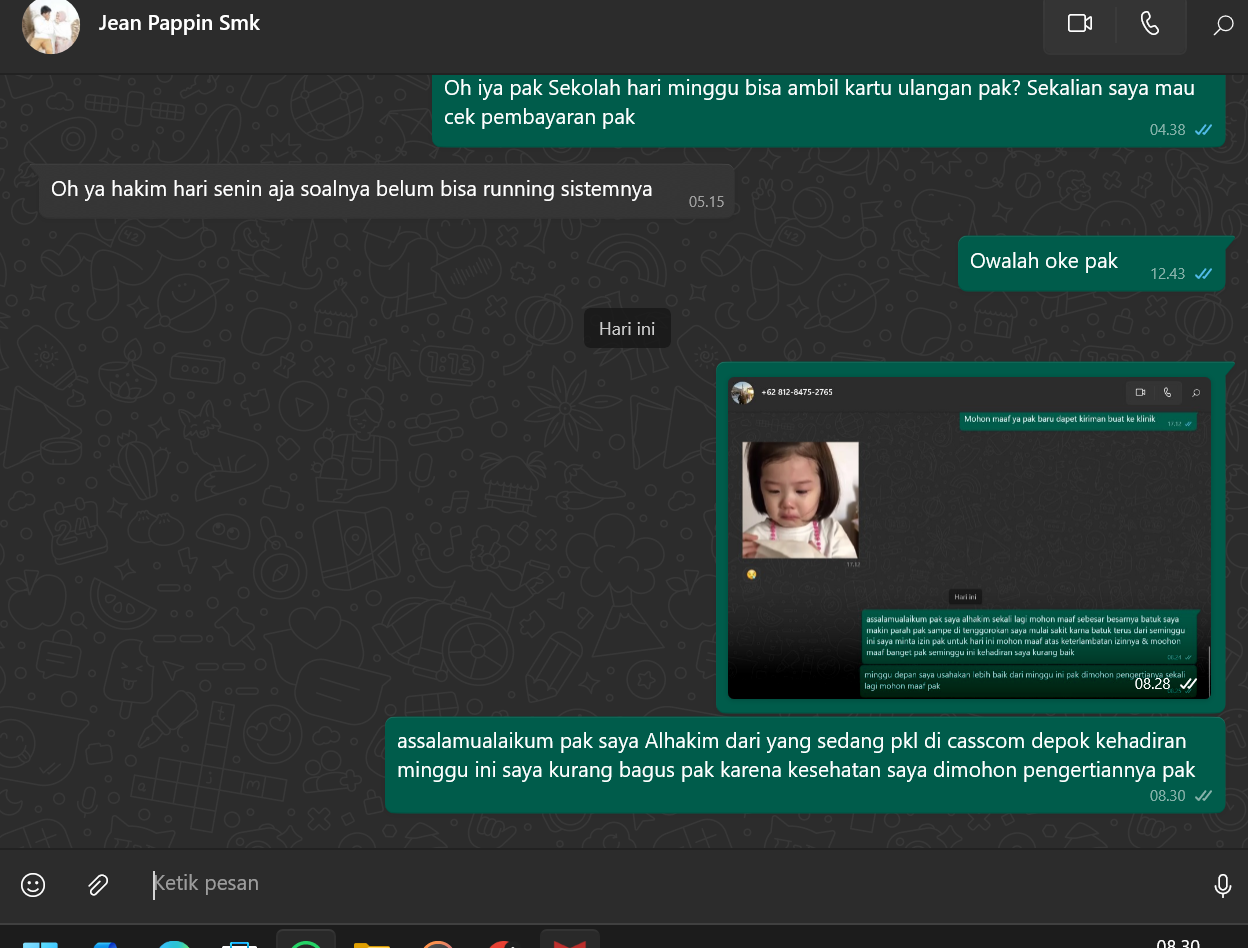 Jean Pappin Smk
Oh iya pak Sekolah hari minggu bisa ambil kartu ulangan pak? Sekalian saya mau
cek pembayaran pak
04.38
Oh ya hakim hari senin aja soalnya belum bisa running sistemnya
05.15
Owalah oke pak
12.43
Hari ini
+62 812-8475-2765
Mohon maaf ya pak baru dapet kiriman buat ke klinik
Hari ini
assalamualaikum pak saya alhakim sekali lagi mohon maaf sebesar besarnya batuk saya
makin parah pak sampe di tenggorokan saya mulai sakit karna batuk terus dari seminggu
ini saya minta izin pak untuk hari ini mohon maaf atas keterlambatan izinnya & moohon
maaf banget pak seminggu ini kehadiran saya kurang baik
minggu depan saya usahakan lebih baik dari minggu ini pak dimohon pengertianya sekali
lagi mohon maaf pak
08.28
assalamualaikum pak saya Alhakim dari yang sedang pkl di casscom depok kehadiran
minggu ini saya kurang bagus pak karena kesehatan saya dimohon pengertiannya pak
08.30
Ketik pesan
08.30